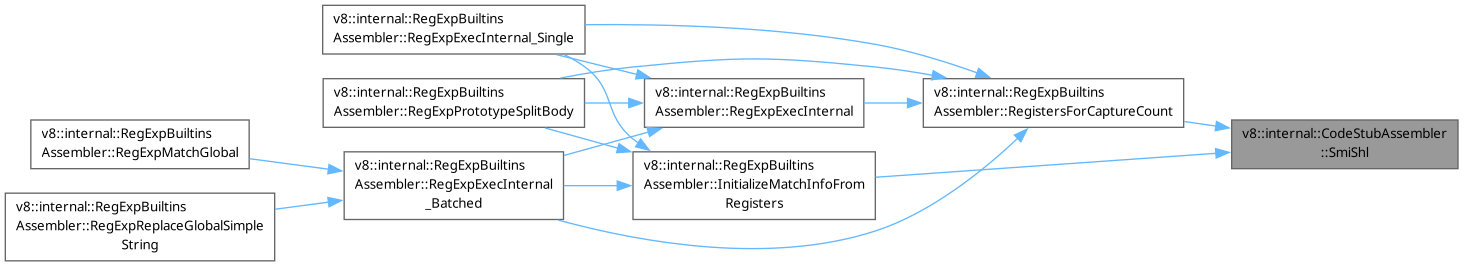 v8::internal::RegExpBuiltins
Assembler::RegExpExecInternal_Single
v8::internal::RegExpBuiltins
Assembler::RegExpPrototypeSplitBody
v8::internal::RegExpBuiltins
Assembler::RegExpExecInternal
v8::internal::RegExpBuiltins
Assembler::RegistersForCaptureCount
v8::internal::RegExpBuiltins
Assembler::RegExpMatchGlobal
v8::internal::CodeStubAssembler
::SmiShl
v8::internal::RegExpBuiltins
Assembler::RegExpExecInternal
_Batched
v8::internal::RegExpBuiltins
Assembler::InitializeMatchInfoFrom
Registers
v8::internal::RegExpBuiltins
Assembler::RegExpReplaceGlobalSimple
String